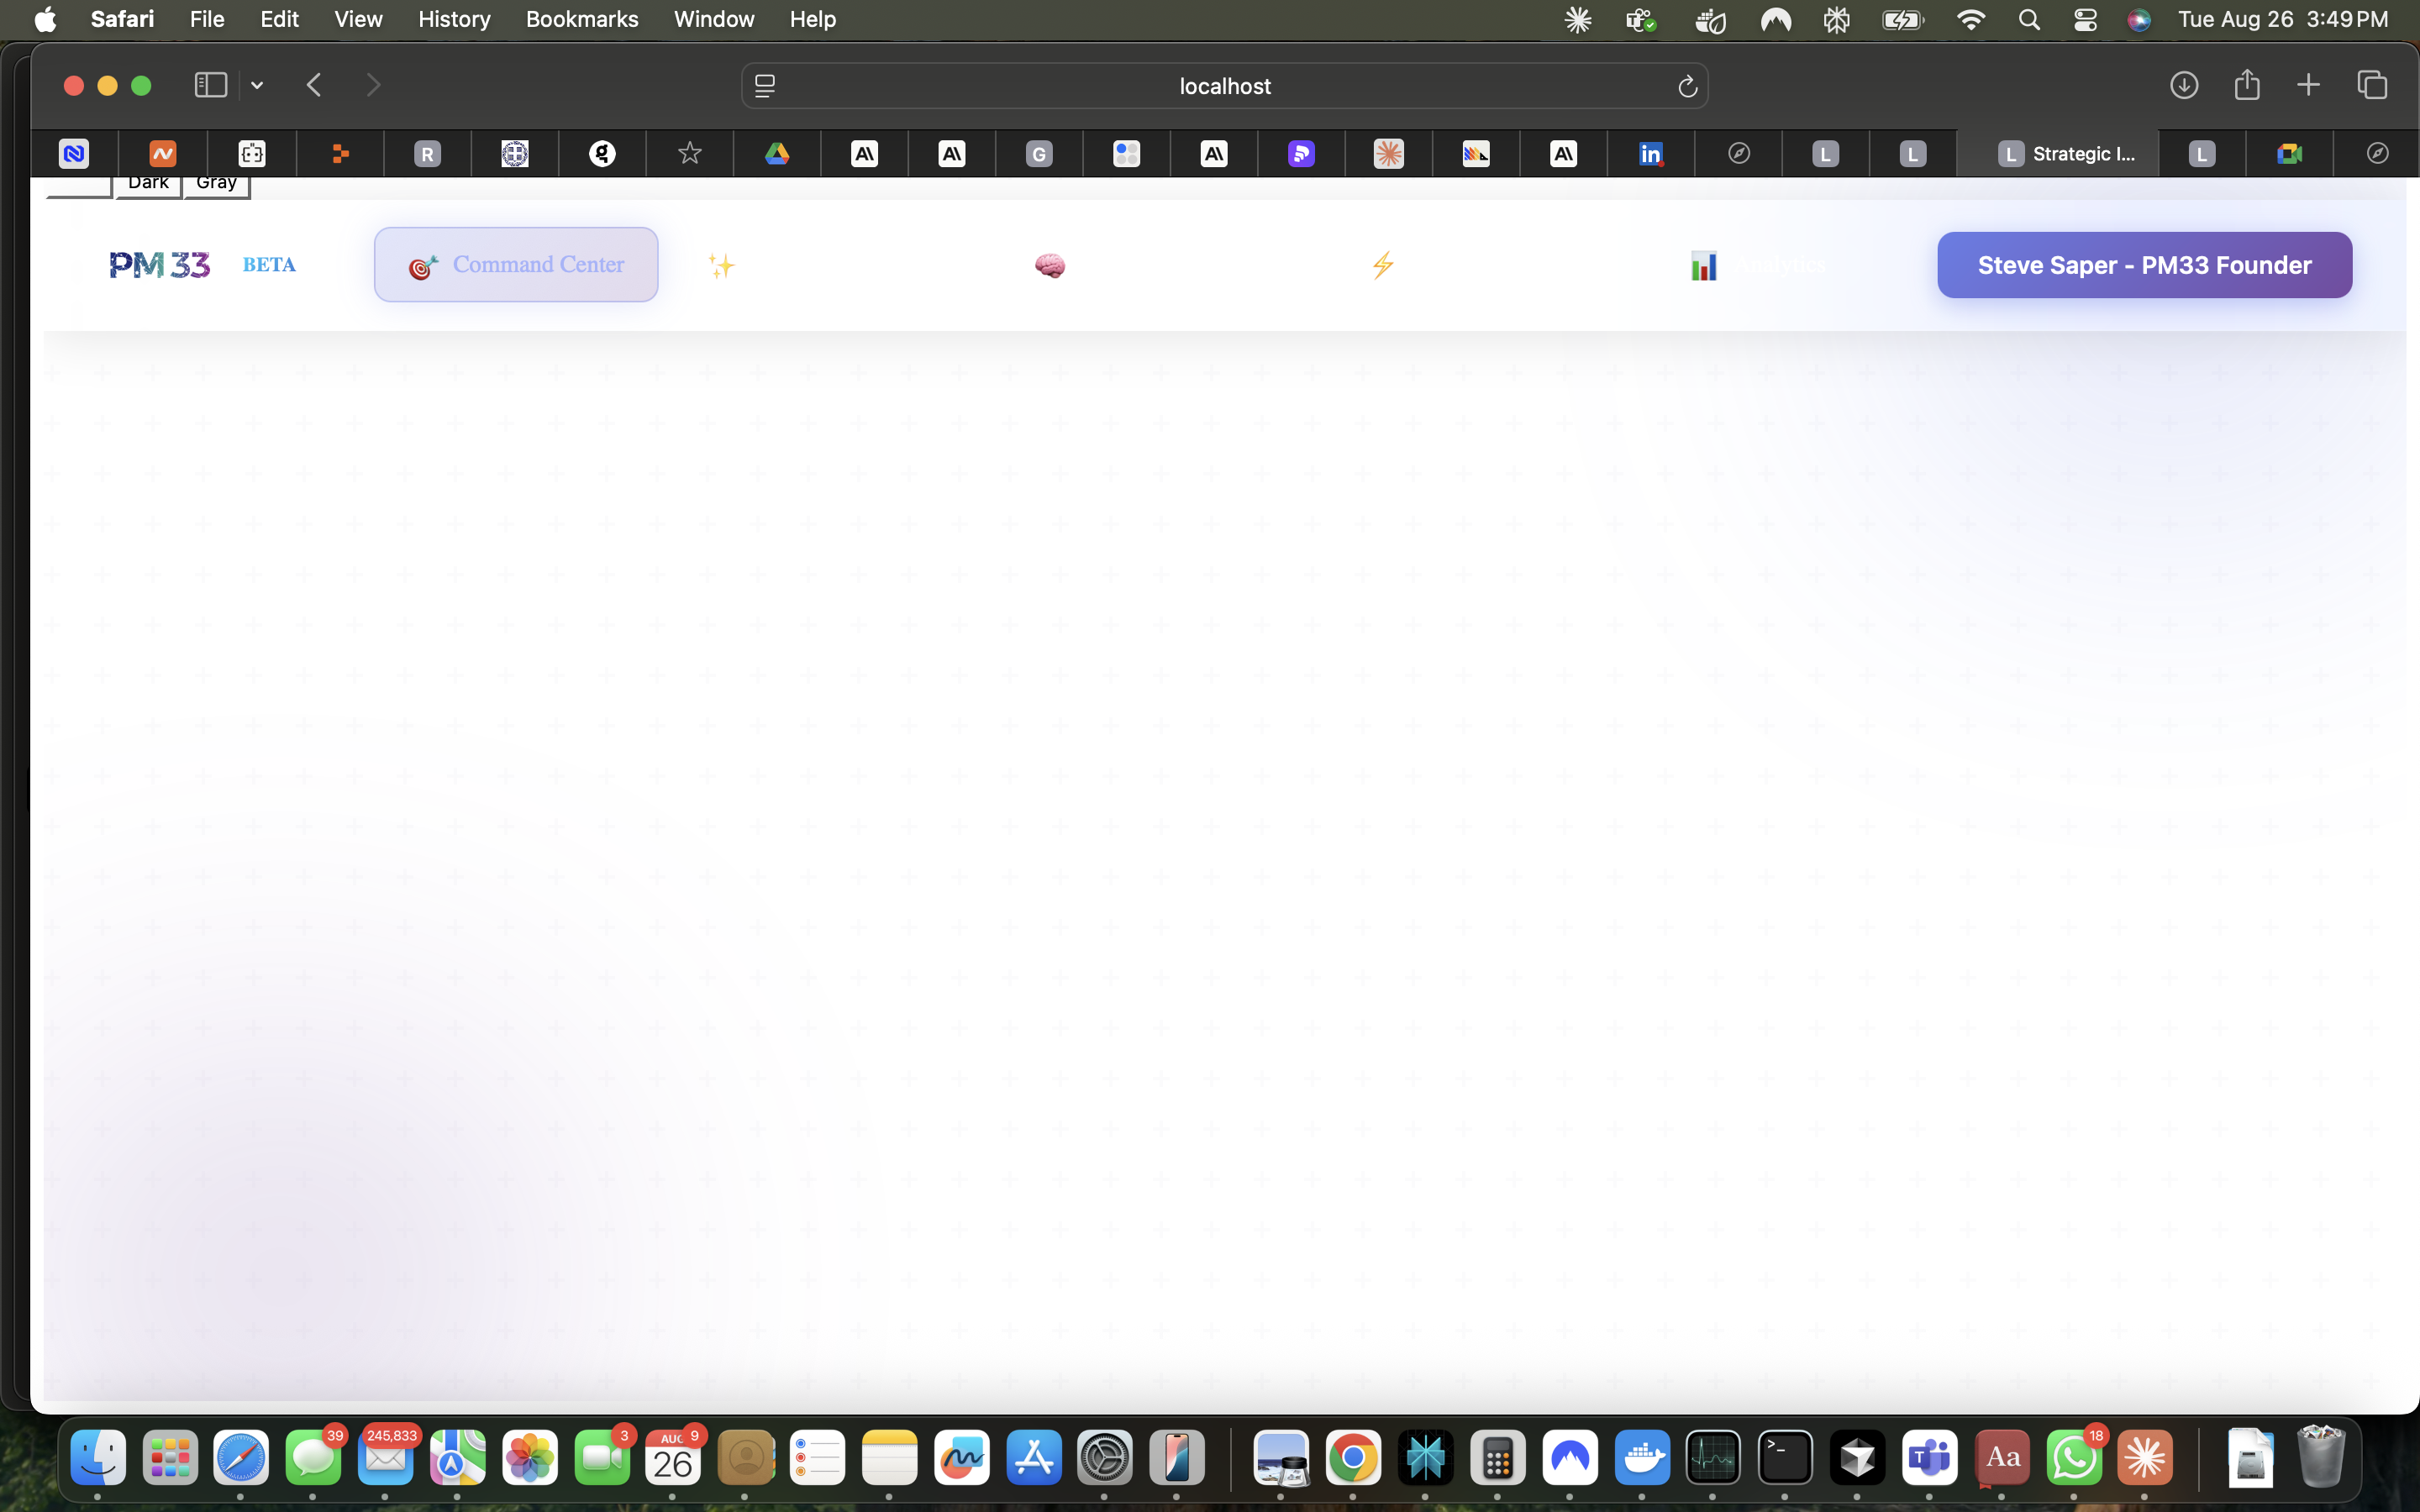 Safari File Edit View History Bookmarks Window Help Tue Aug 26 3:49 PM
localhost
R G L L L Strategic I... L
Dark Gray
PM 33 BETA Command Center Analytics Steve Saper - PM33 Founder
39 245,833 3 AUG 9 18
26 Aa